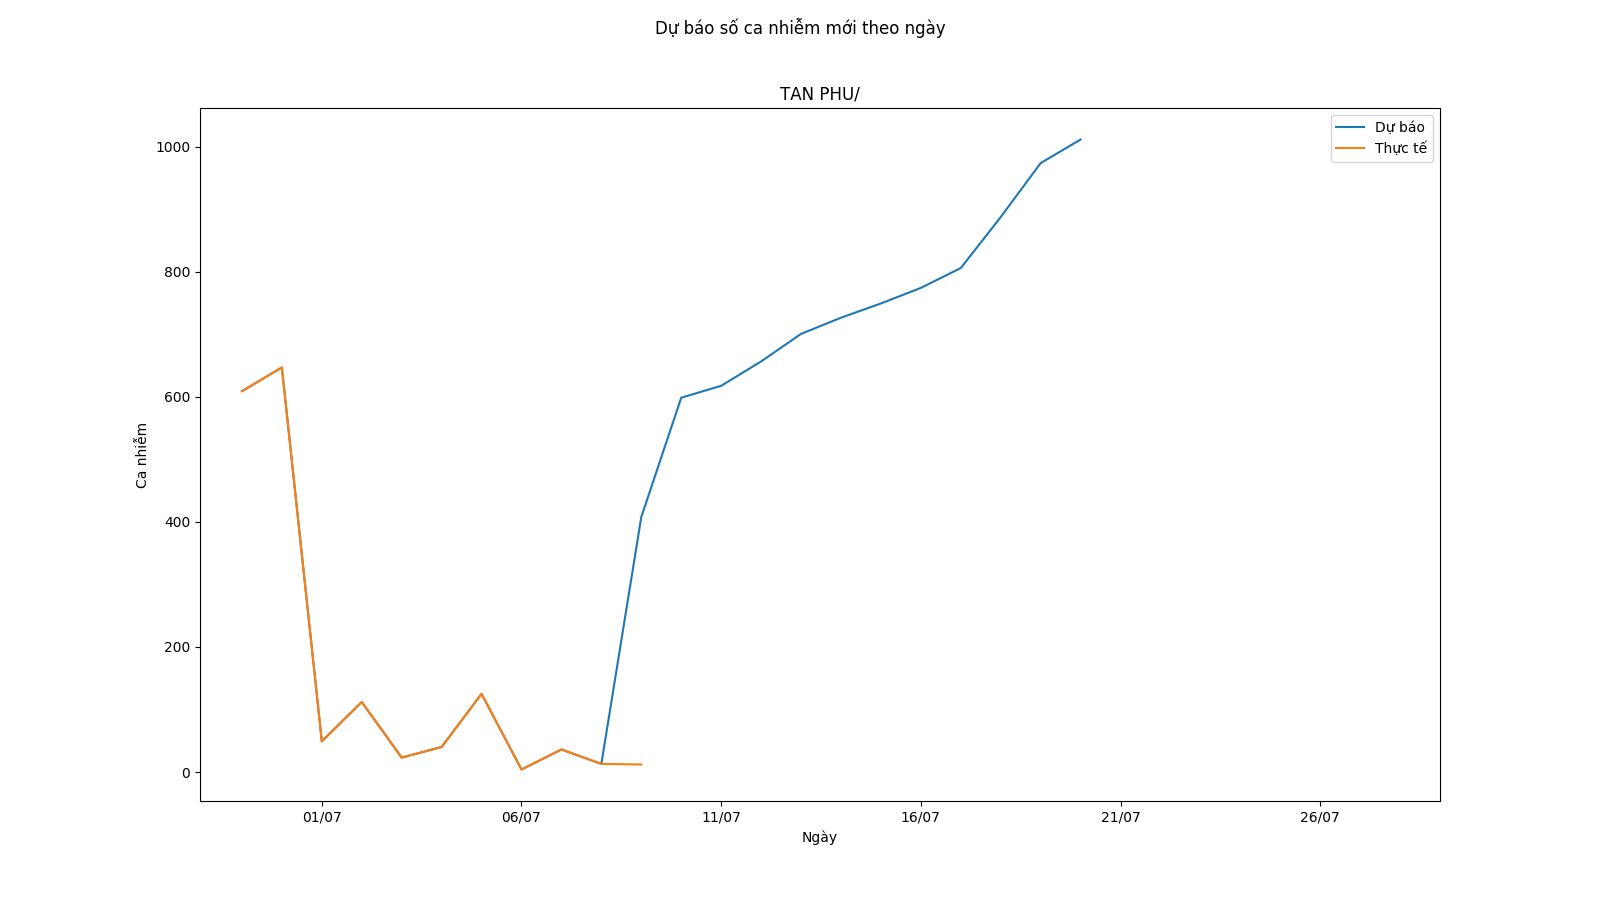 Dự báo số ca nhiễm mới theo ngày
TAN PHU/
Dự báo
Thực tế
1000
800
600
400
200
0
Ca nhiễm
01/07
06/07
11/07
16/07
21/07
26/07
Ngày